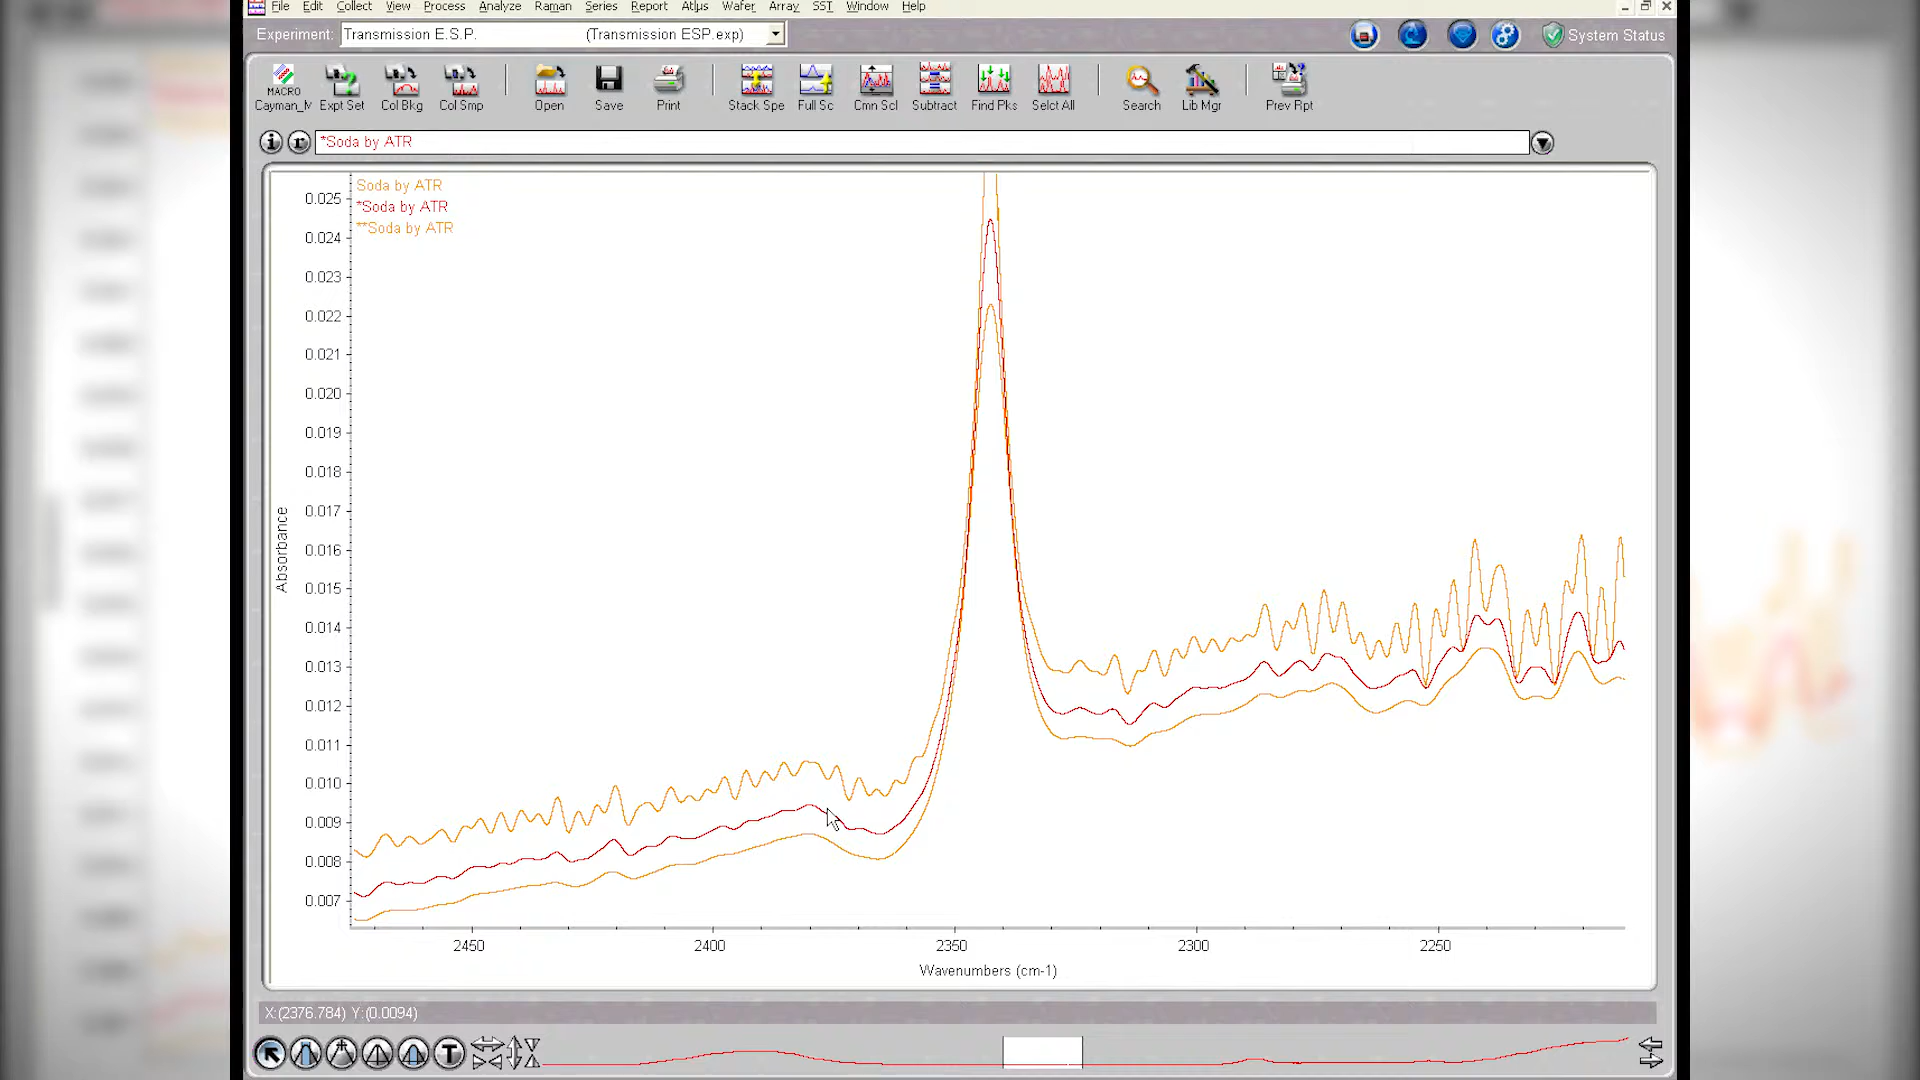 File Edit Collect View Process Analyze Raman Series Report Atlµs Wafer Array SST Window Help
Experiment: Transmission E.S.P. (Transmission ESP.exp) System Status
MACRO
Cayman_M Expt Set Col Bkg Col Smp Open Save Print Stack Spe Full Sc Cmn Scl Subtract Find Pks Selct All Search Lib Mgr Prev Rpt
*Soda by ATR
Soda by ATR
*Soda by ATR
**Soda by ATR
0.025
0.024
0.023
0.022
0.021
0.020
0.019
0.018
0.017
0.016
0.015
0.014
0.013
0.012
0.011
0.010
0.009
0.008
0.007
Absorbance
2450 2400 2350 2300 2250
Wavenumbers (cm-1)
X:(2376.784) Y:(0.0094)
T